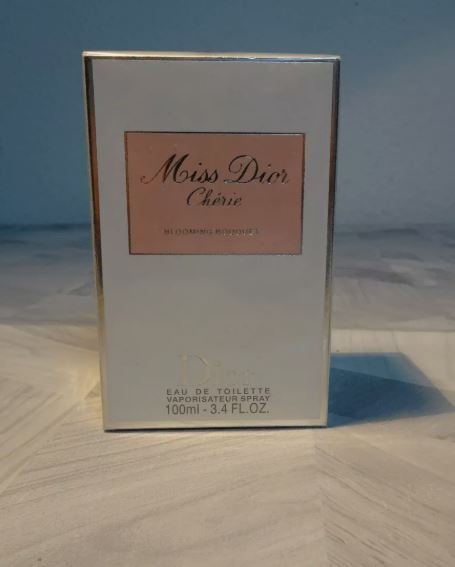 Miss Dior
Chérie
BLOOMING BOUQUET
Dior
EAU DE TOILETTE
VAPORISATEUR SPRAY
100ml - 3.4 FL.OZ.